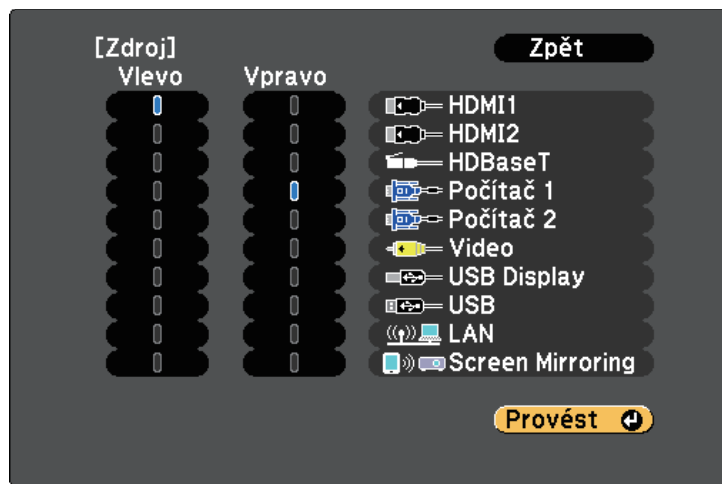 [Zdroj]
Zpět
Vlevo
Vpravo
HDMI1
HDMI2
HDBaseT
Počítač 1
Počítač 2
Video
USB Display
USB
LAN
Screen Mirroring
Provést